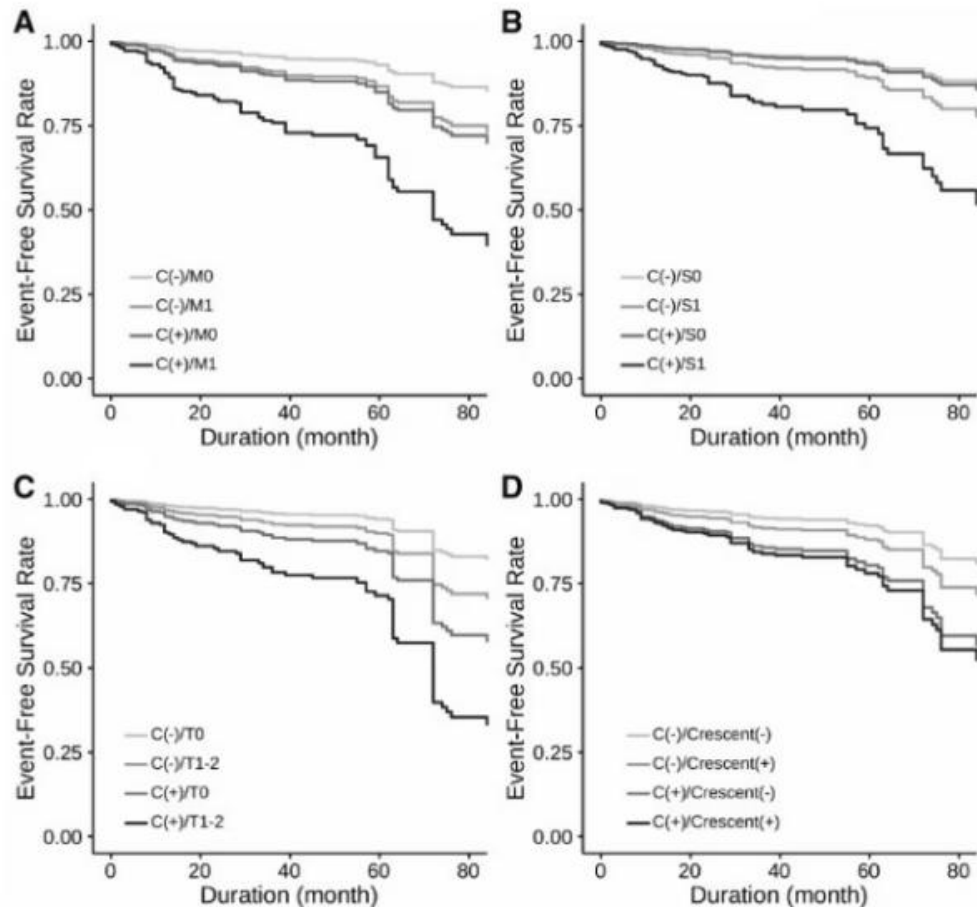 A
Event-Free Survival Rate
1.00
0.75
0.50
0.25
0.00
C(-)/M0
C(-)/M1
C(+)/M0
C(+)/M1
0 20 40 60 80
Duration (month)
B
Event-Free Survival Rate
1.00
0.75
0.50
0.25
0.00
C(-)/S0
C(-)/S1
C(+)/S0
C(+)/S1
0 20 40 60 80
Duration (month)
C
Event-Free Survival Rate
1.00
0.75
0.50
0.25
0.00
C(-)/T0
C(-)/T1-2
C(+)/T0
C(+)/T1-2
0 20 40 60 80
Duration (month)
D
Event-Free Survival Rate
1.00
0.75
0.50
0.25
0.00
C(-)/Crescent(-)
C(-)/Crescent(+)
C(+)/Crescent(-)
C(+)/Crescent(+)
0 20 40 60 80
Duration (month)